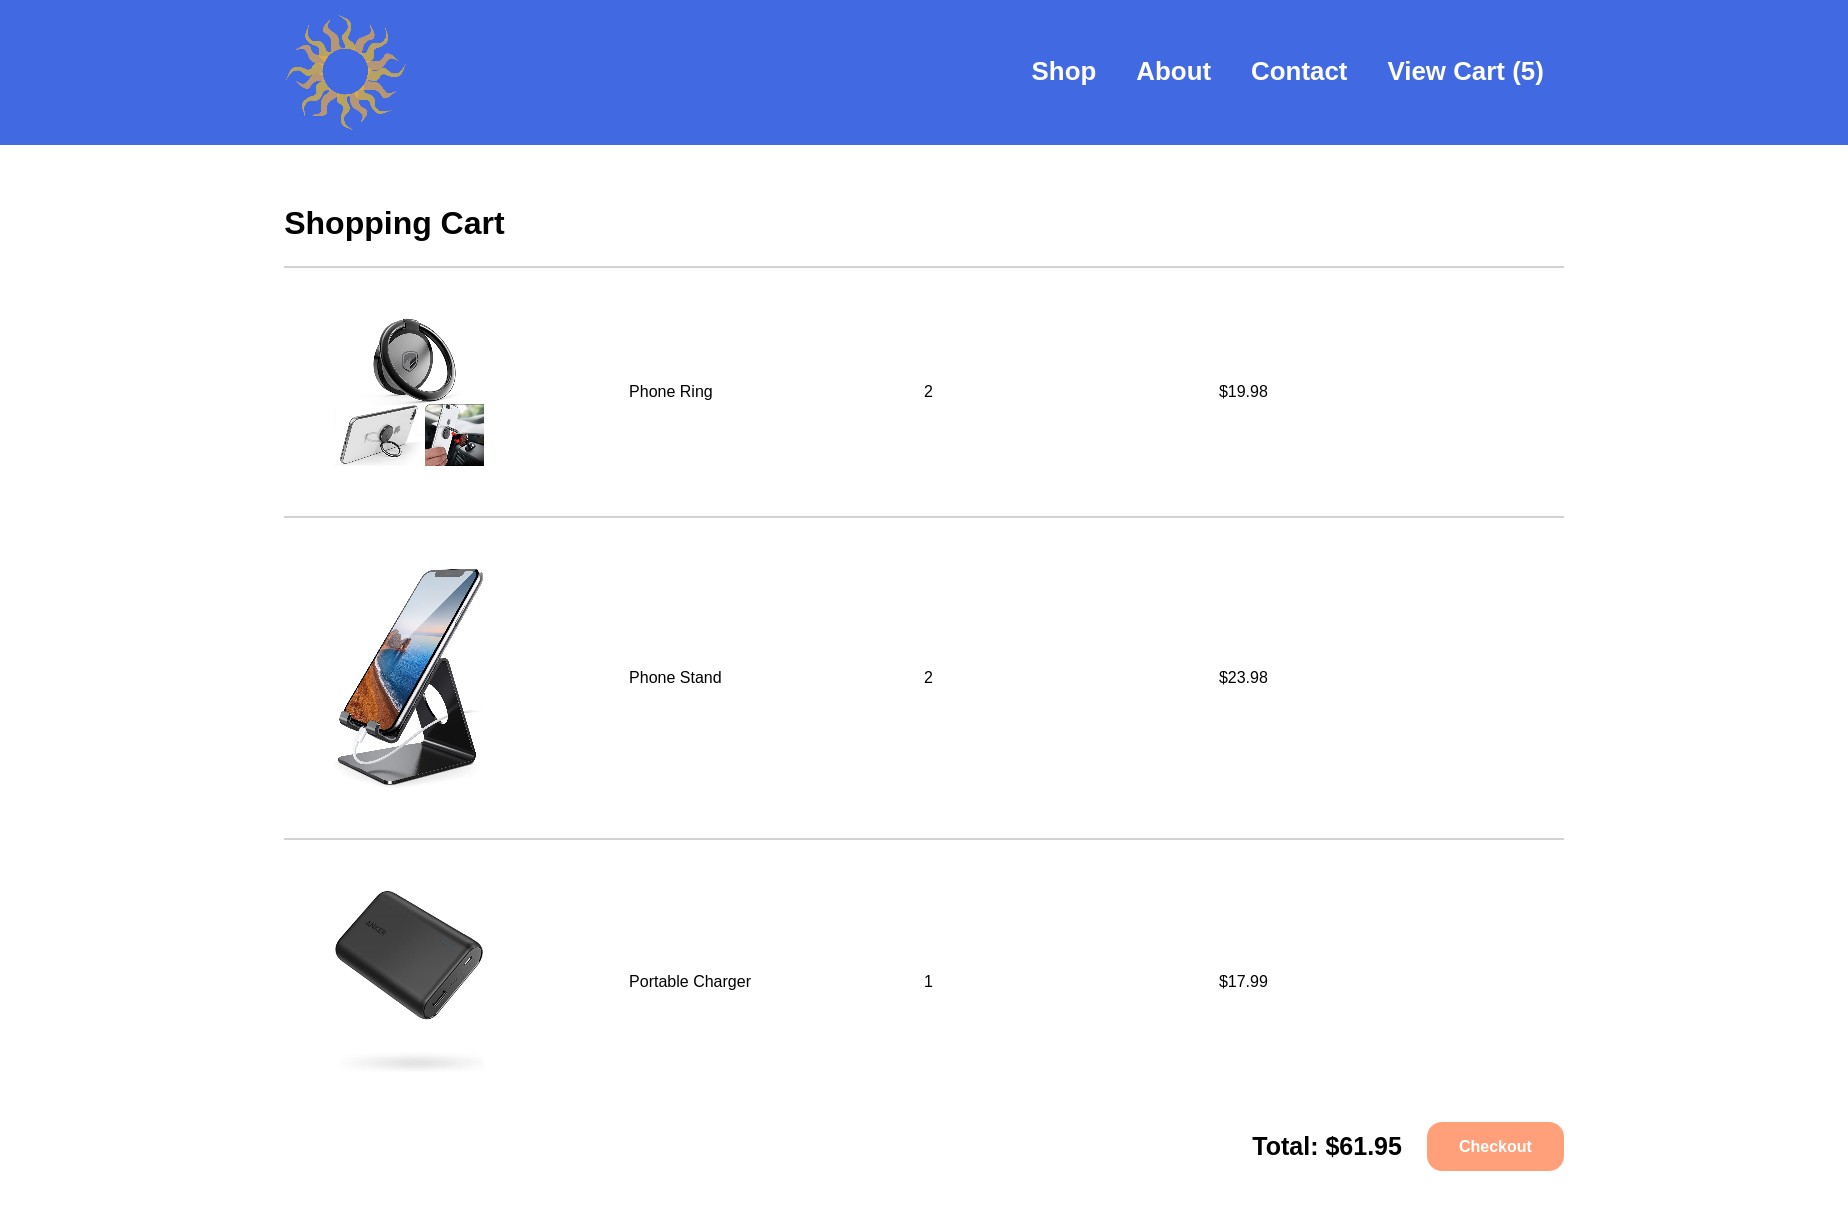 Shop About Contact View Cart (5)
Shopping Cart
Phone Ring 2 $19.98
Phone Stand 2 $23.98
ANKER
Portable Charger 1 $17.99
Total: $61.95 Checkout